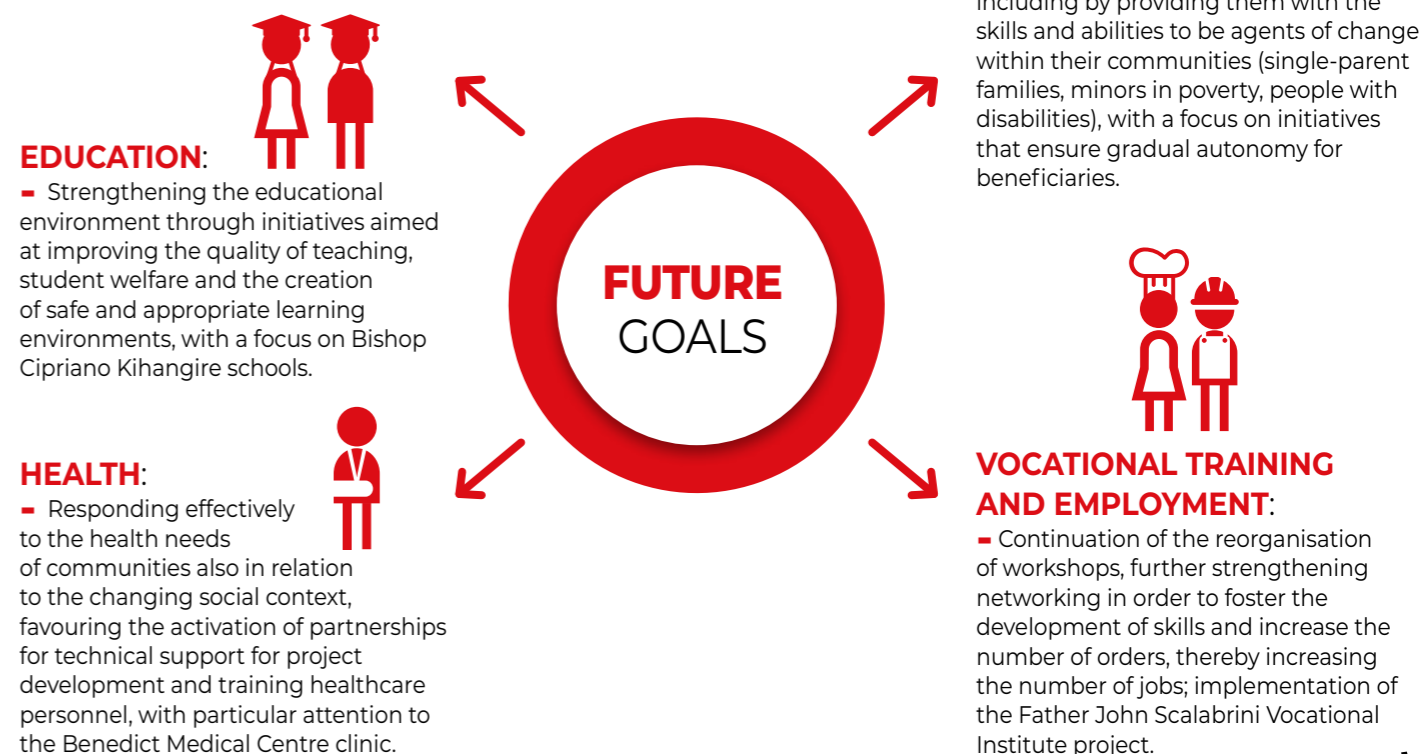 including by providing them with the
skills and abilities to be agents of change
within their communities (single-parent
families, minors in poverty, people with
disabilities), with a focus on initiatives
that ensure gradual autonomy for
beneficiaries.
EDUCATION:
- Strengthening the educational
environment through initiatives aimed
at improving the quality of teaching,
student welfare and the creation
of safe and appropriate learning
environments, with a focus on Bishop
Cipriano Kihangire schools.
FUTURE
GOALS
HEALTH:
- Responding effectively
to the health needs
of communities also in relation
to the changing social context,
favouring the activation of partnerships
for technical support for project
development and training healthcare
personnel, with particular attention to
the Benedict Medical Centre clinic.
VOCATIONAL TRAINING
AND EMPLOYMENT:
- Continuation of the reorganisation
of workshops, further strengthening
networking in order to foster the
development of skills and increase the
number of orders, thereby increasing
the number of jobs; implementation of
the Father John Scalabrini Vocational
Institute project.